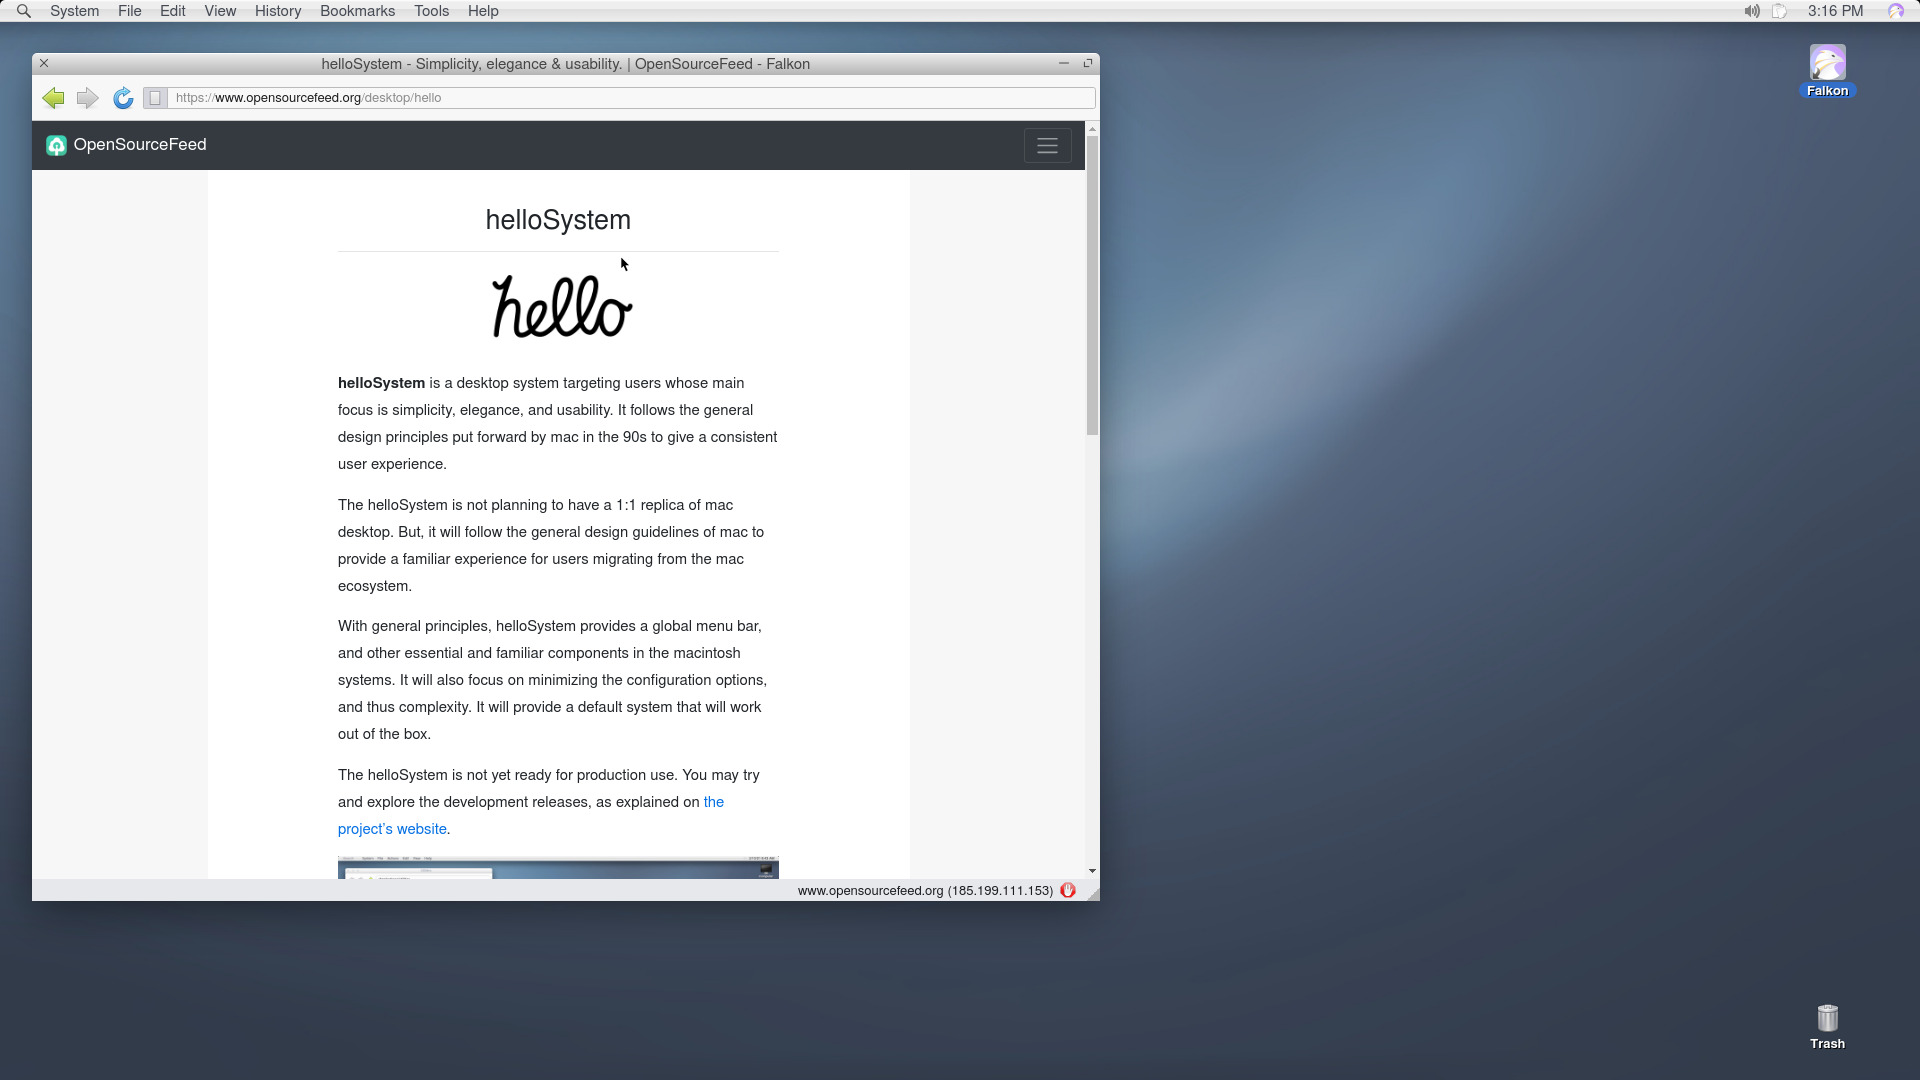 System File Edit View History Bookmarks Tools Help 3:16 PM
helloSystem - Simplicity, elegance & usability. | OpenSourceFeed - Falkon
https://www.opensourcefeed.org/desktop/hello
Falkon
OpenSourceFeed
helloSystem
hello
helloSystem is a desktop system targeting users whose main
focus is simplicity, elegance, and usability. It follows the general
design principles put forward by mac in the 90s to give a consistent
user experience.
The helloSystem is not planning to have a 1:1 replica of mac
desktop. But, it will follow the general design guidelines of mac to
provide a familiar experience for users migrating from the mac
ecosystem.
With general principles, helloSystem provides a global menu bar,
and other essential and familiar components in the macintosh
systems. It will also focus on minimizing the configuration options,
and thus complexity. It will provide a default system that will work
out of the box.
The helloSystem is not yet ready for production use. You may try
and explore the development releases, as explained on the
project's website.
www.opensourcefeed.org (185.199.111.153)
Trash